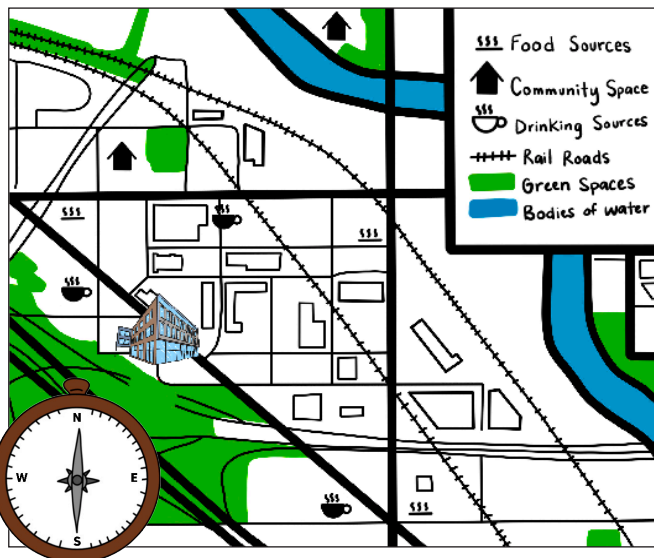 Food Sources
Community Space
Drinking Sources
Rail Roads
Green Spaces
Bodies of water
N
W E
S